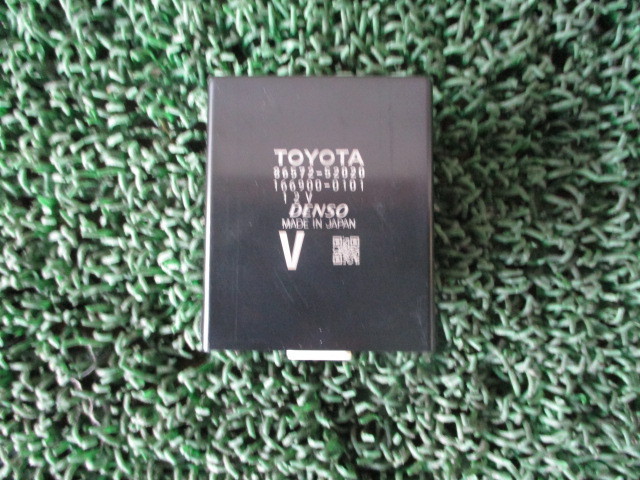 TOYOTA
86572-52020
166900-0101
12V
DENSO
MADE IN JAPAN
V